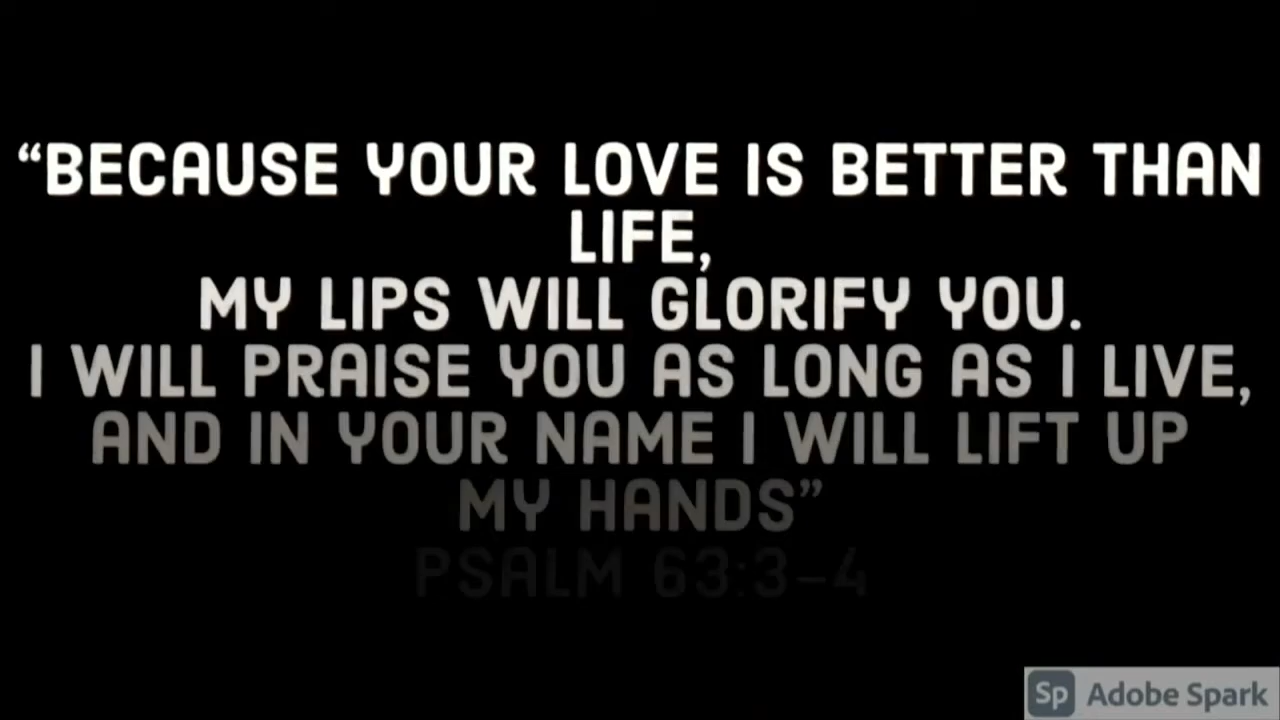 “BECAUSE YOUR LOVE IS BETTER THAN
LIFE,
MY LIPS WILL GLORIFY YOU.
I WILL PRAISE YOU AS LONG AS I LIVE,
AND IN YOUR NAME I WILL LIFT UP
MY HANDS”
PSALM 63:3-4
Sp Adobe Spark